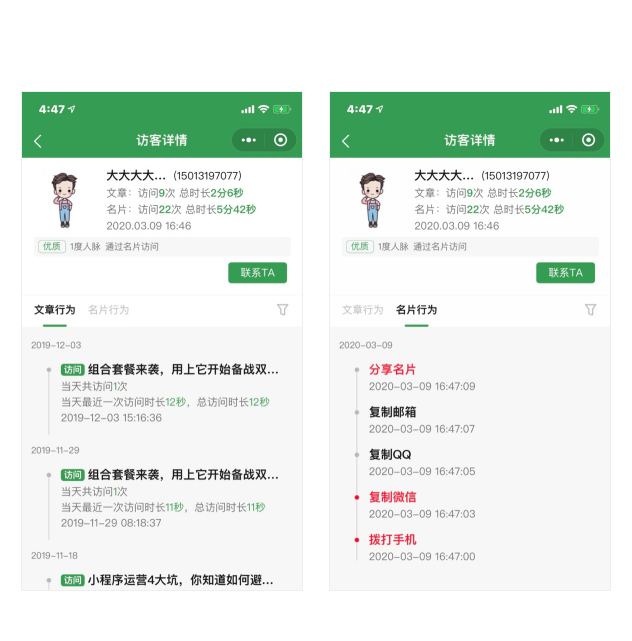 4:47
访客详情
大大大大... (15013197077)
文章：访问9次 总时长2分6秒
名片：访问22次 总时长5分42秒
2020.03.09 16:46
优质 1度人脉 通过名片访问
联系TA
文章行为 名片行为
2019-12-03
访问 组合套餐来袭，用上它开始备战双...
当天共访问1次
当天最近一次访问时长12秒，总访问时长12秒
2019-12-03 15:16:36
2019-11-29
访问 组合套餐来袭，用上它开始备战双...
当天共访问1次
当天最近一次访问时长11秒，总访问时长11秒
2019-11-29 08:18:37
2019-11-18
访问 小程序运营4大坑，你知道如何避...
4:47
访客详情
大大大大... (15013197077)
文章：访问9次 总时长2分6秒
名片：访问22次 总时长5分42秒
2020.03.09 16:46
优质 1度人脉 通过名片访问
联系TA
文章行为 名片行为
2020-03-09
分享名片
2020-03-09 16:47:09
复制邮箱
2020-03-09 16:47:07
复制QQ
2020-03-09 16:47:05
复制微信
2020-03-09 16:47:03
拨打手机
2020-03-09 16:47:00